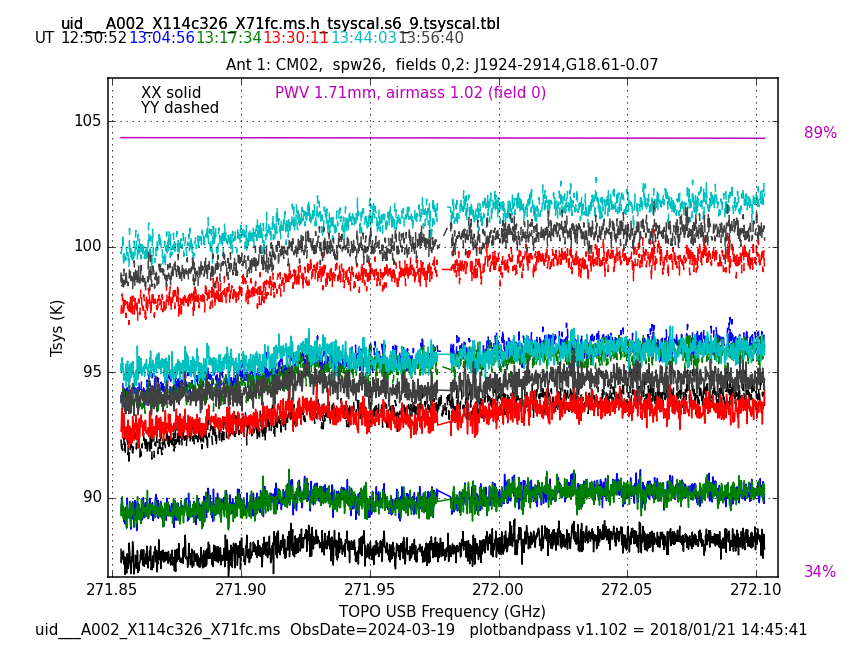 uid___A002_X114c326_X71fc.ms.h_tsyscal.s6_9.tsyscal.tbl
UT 12:50:52 13:04:56 13:17:34 13:30:11 13:44:03 13:56:40
Ant 1: CM02, spw26, fields 0,2: J1924-2914,G18.61-0.07
XX solid
YY dashed
PWV 1.71mm, airmass 1.02 (field 0)
105
89%
100
Tsys (K)
95
90
34%
271.85 271.90 271.95 272.00 272.05 272.10
TOPO USB Frequency (GHz)
uid___A002_X114c326_X71fc.ms ObsDate=2024-03-19 plotbandpass v1.102 = 2018/01/21 14:45:41